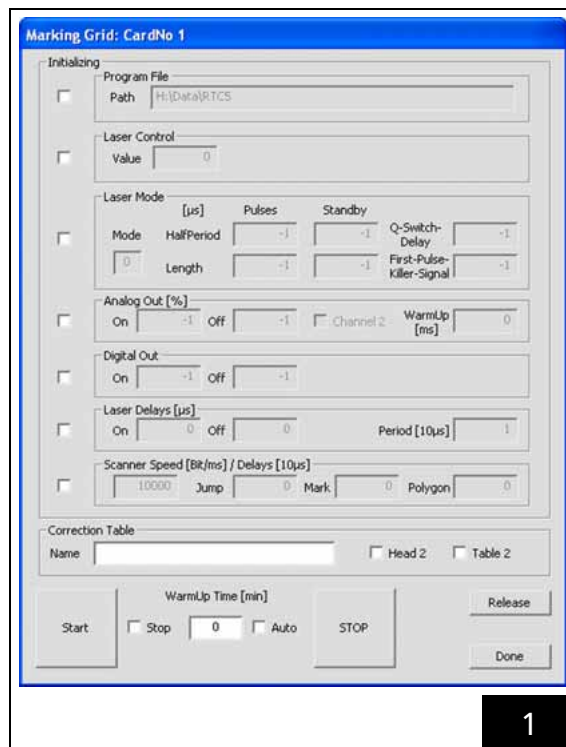 Marking Grid: CardNo 1
Initializing
Program File
Path H:\Data\RTC5
Laser Control
Value 0
Laser Mode
[µs] Pulses Standby
Mode HalfPeriod -1 -1 Q-Switch-Delay -1
0 Length -1 -1 First-Pulse-Killer-Signal -1
Analog Out [%]
On -1 Off -1 Channel 2 WarmUp [ms] 0
Digital Out
On -1 Off -1
Laser Delays [µs]
On 0 Off 0 Period [10µs] 1
Scanner Speed [Bit/ms] / Delays [10µs]
10000 Jump 0 Mark 0 Polygon 0
Correction Table
Name Head 2 Table 2
WarmUp Time [min]
Start Stop 0 Auto STOP
Release
Done
1